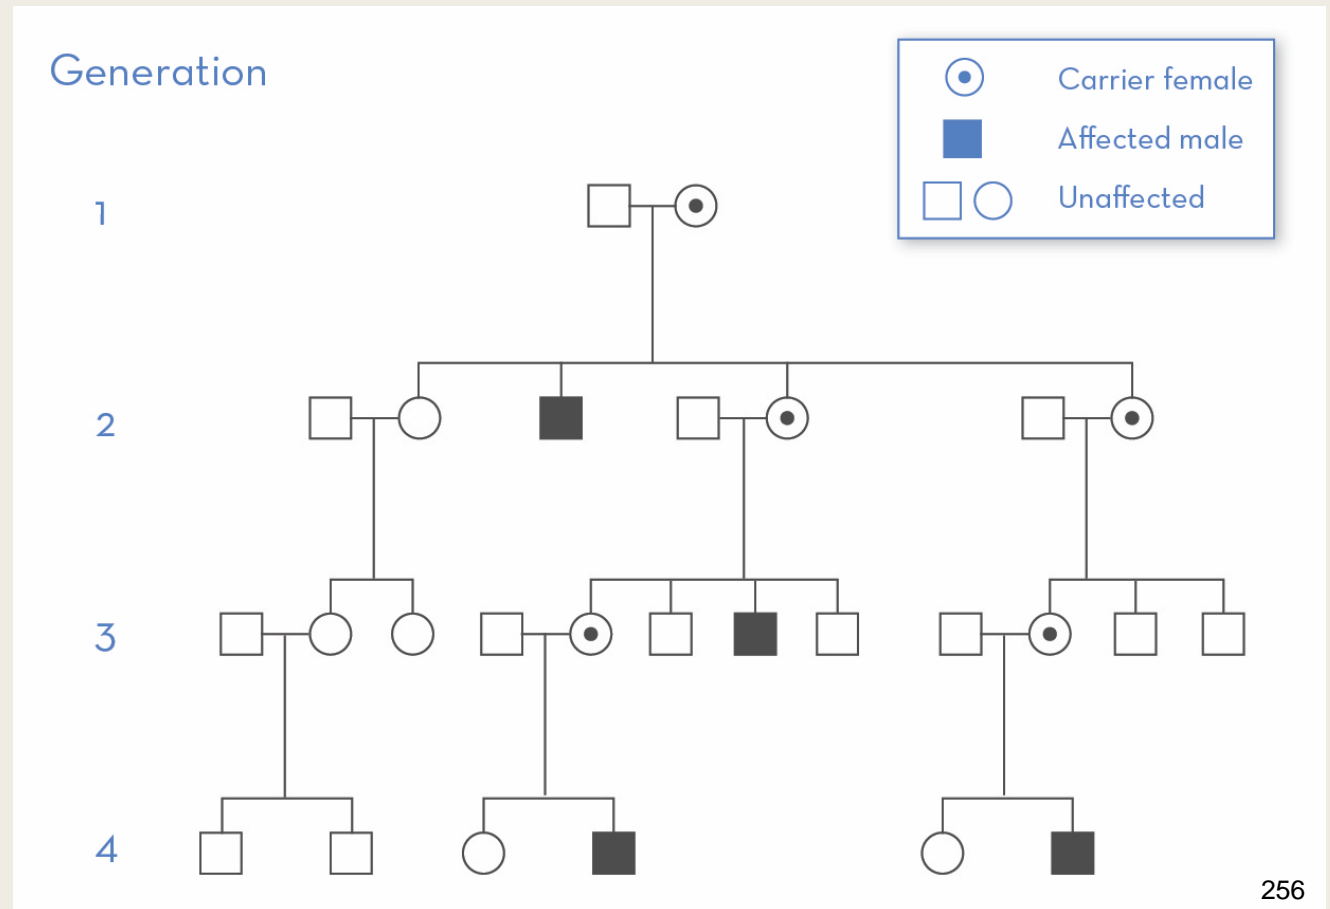 Generation
Carrier female
Affected male
Unaffected
1
2
3
4
256